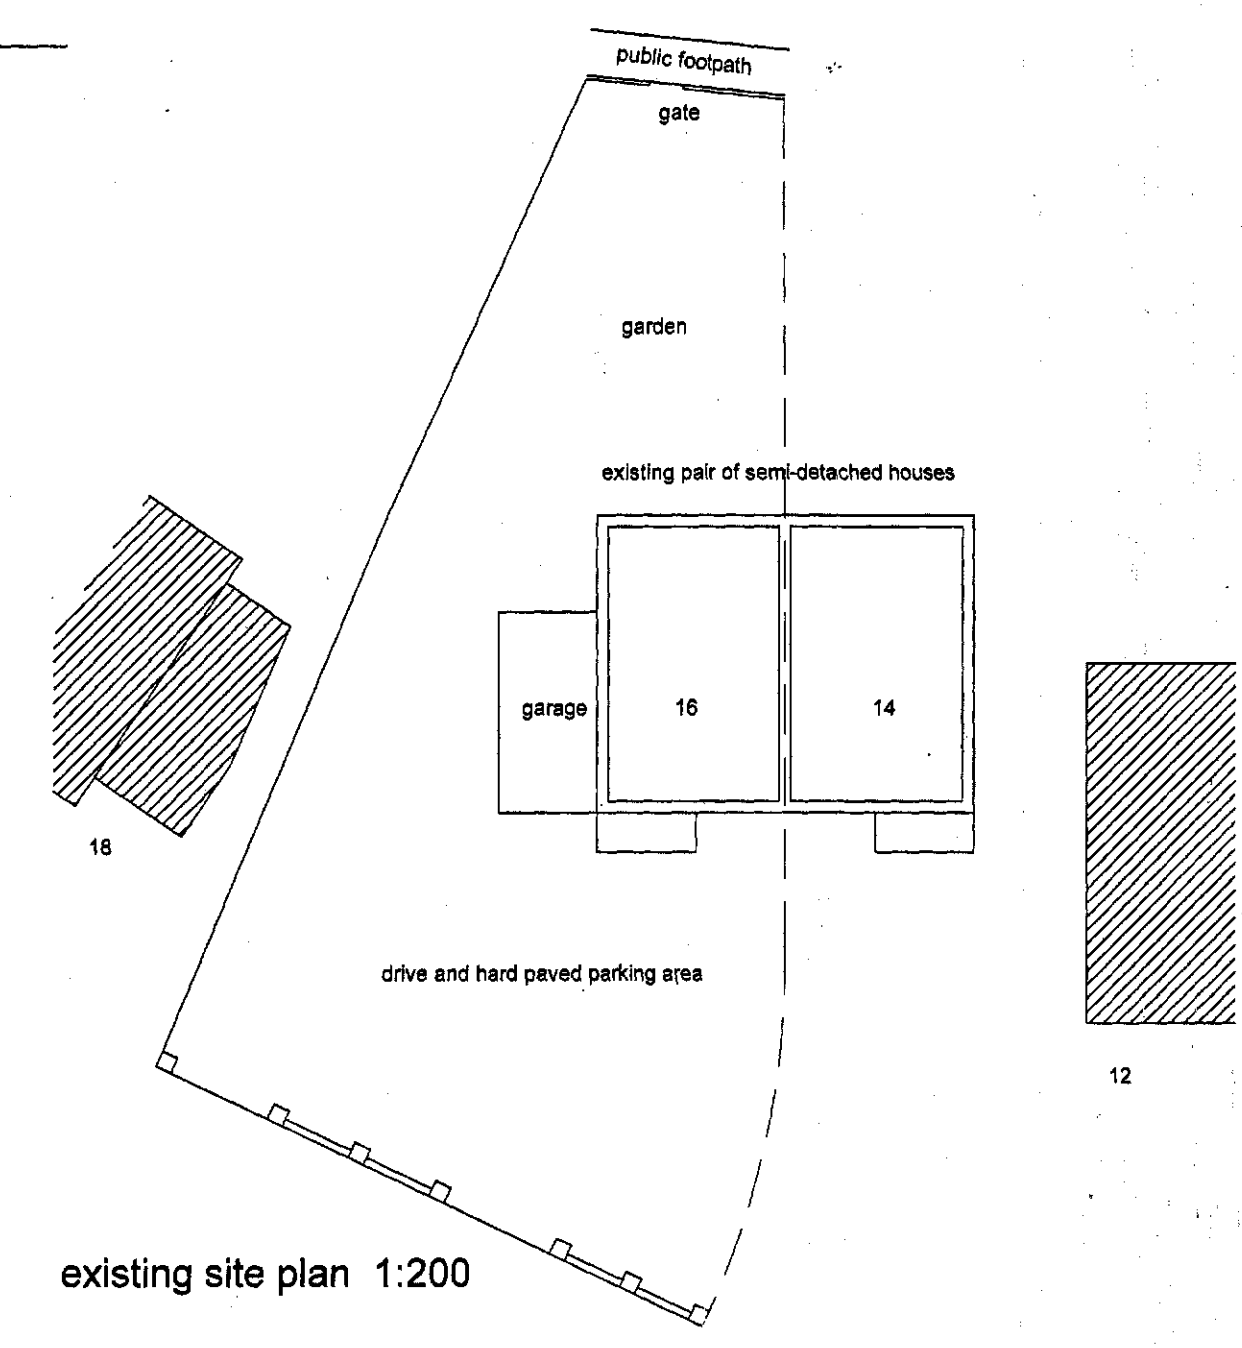 public footpath
gate
garden
existing pair of semi-detached houses
garage
16
14
18
drive and hard paved parking area
12
existing site plan 1:200